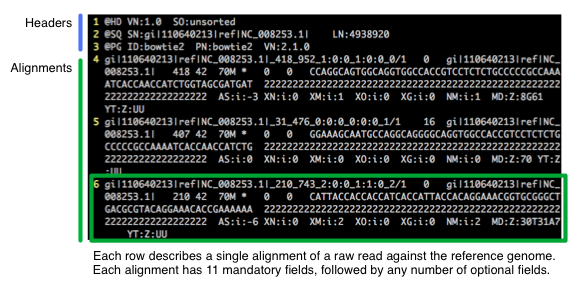 Headers
Alignments
1 @HD VN:1.0 SO:unsorted
2 @SQ SN:gi|110640213|ref|NC_008253.1| LN:4938920
3 @PG ID:bowtie2 PN:bowtie2 VN:2.1.0
4 gi|110640213|ref|NC_008253.1|_418_952_1:0:0_1:0:0_0/1 0 gi|110640213|ref|NC_
008253.1| 418 42 70M * 0 0 CCAGGCAGTGGCAGGTGGCCACCGTCCTCTCTGCCCCCGCCAAA
ATCACCAACCATCTGGTAGCGATGAT 2222222222222222222222222222222222222222222
222222222222222222222222222 AS:i:-3 XN:i:0 XM:i:1 XO:i:0 XG:i:0 NM:i:1 MD:Z:8G61
YT:Z:UU
5 gi|110640213|ref|NC_008253.1|_31_476_0:0:0_0:0:0_1/1 16 gi|110640213|ref|NC_
008253.1| 407 42 70M * 0 0 GGAAAGCAATGCCAGGCAGGGGCAGGTGGCCACCGTCCTCTCTG
CCCCCGCCAAAATCACCAACCATCTG 2222222222222222222222222222222222222222222
222222222222222222222222222 AS:i:0 XN:i:0 XM:i:0 XO:i:0 XG:i:0 NM:i:0 MD:Z:70 YT:Z
:UU
6 gi|110640213|ref|NC_008253.1|_210_743_2:0:0_1:1:0_2/1 0 gi|110640213|ref|NC_
008253.1| 210 42 70M * 0 0 CATTACCACCACCATCACCATTACCACAGGAAACGGTGCGGGCT
GACGCGTACAGGAAACACCGAAAAAA 2222222222222222222222222222222222222222222
222222222222222222222222222 AS:i:-6 XN:i:0 XM:i:2 XO:i:0 XG:i:0 NM:i:2 MD:Z:30T31A7
YT:Z:UU
Each row describes a single alignment of a raw read against the reference genome.
Each alignment has 11 mandatory fields, followed by any number of optional fields.